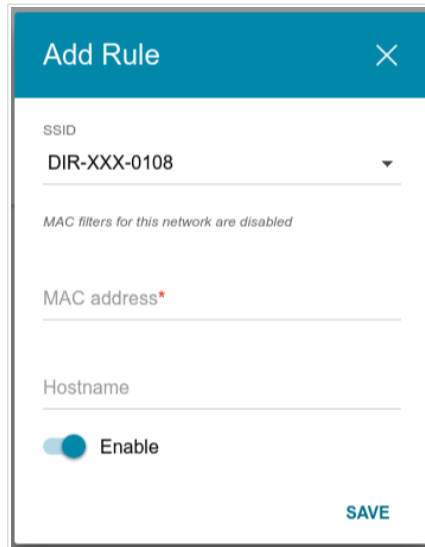 Add Rule
SSID
DIR-XXX-0108
MAC filters for this network are disabled
MAC address*
Hostname
Enable
SAVE